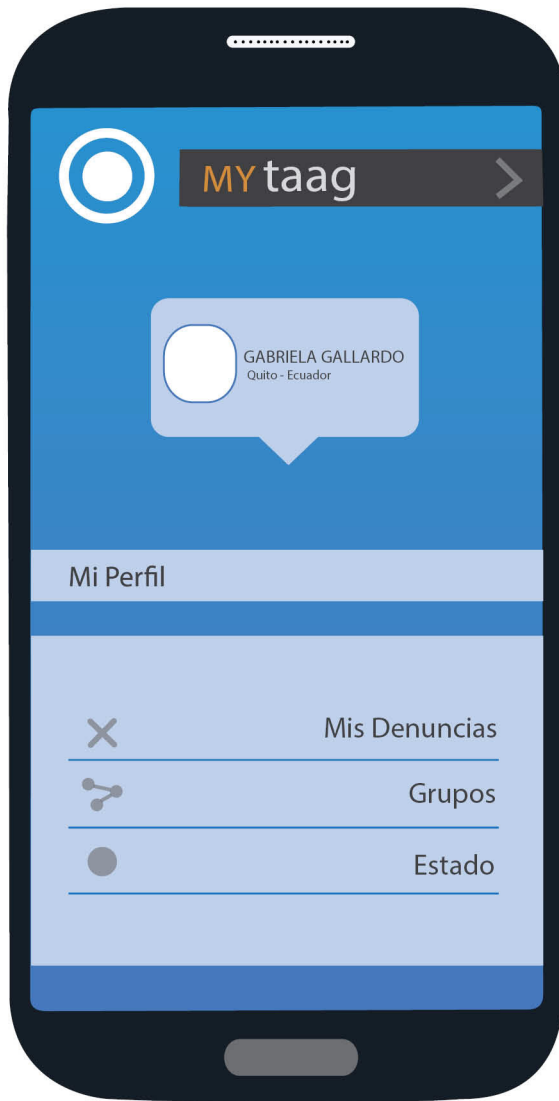 MY taag
GABRIELA GALLARDO
Quito - Ecuador
Mi Perfil
Mis Denuncias
Grupos
Estado